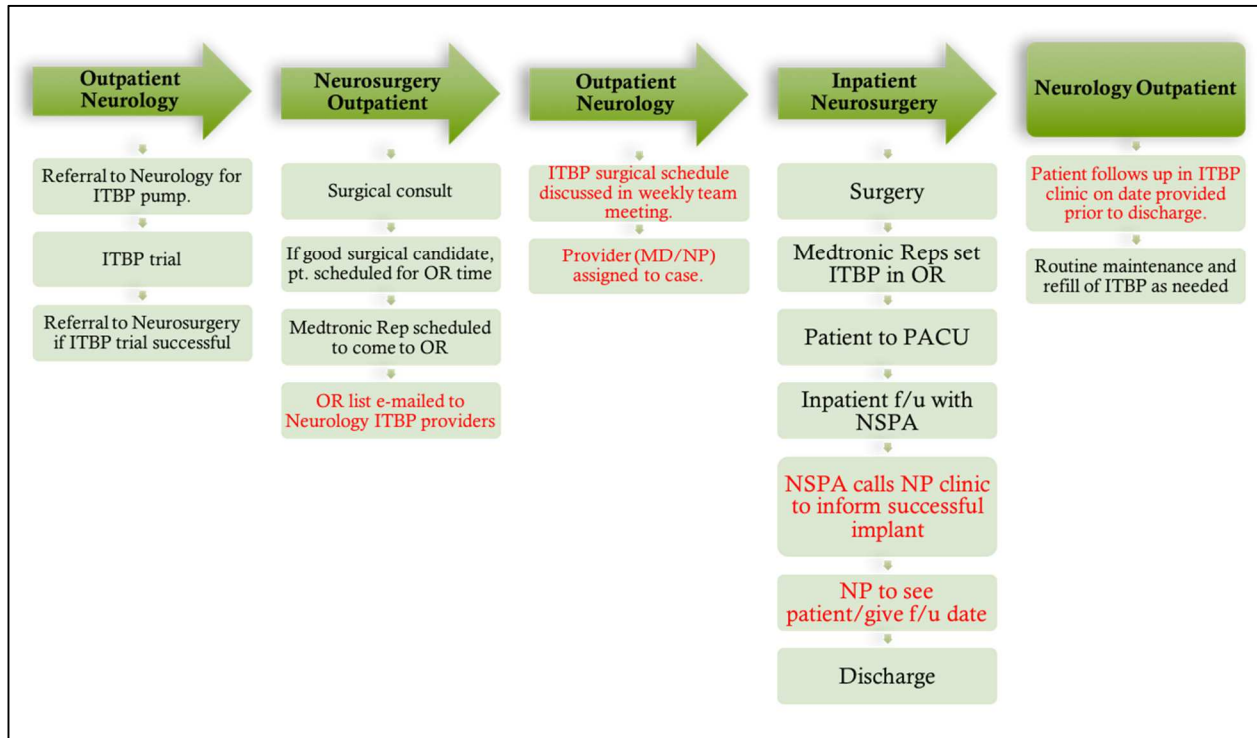 Outpatient
Neurology
Referral to Neurology for
ITBP pump.
ITBP trial
Referral to Neurosurgery
if ITBP trial successful
Neurosurgery
Outpatient
Surgical consult
If good surgical candidate,
pt. scheduled for OR time
Medtronic Rep scheduled
to come to OR
OR list e-mailed to
Neurology ITBP providers
Outpatient
Neurology
ITBP surgical schedule
discussed in weekly team
meeting.
Provider (MD/NP)
assigned to case.
Inpatient
Neurosurgery
Surgery
Medtronic Reps set
ITBP in OR
Patient to PACU
Inpatient f/u with
NSPA
NSPA calls NP clinic
to inform successful
implant
NP to see
patient/give f/u date
Discharge
Neurology Outpatient
Patient follows up in ITBP
clinic on date provided
prior to discharge.
Routine maintenance and
refill of ITBP as needed